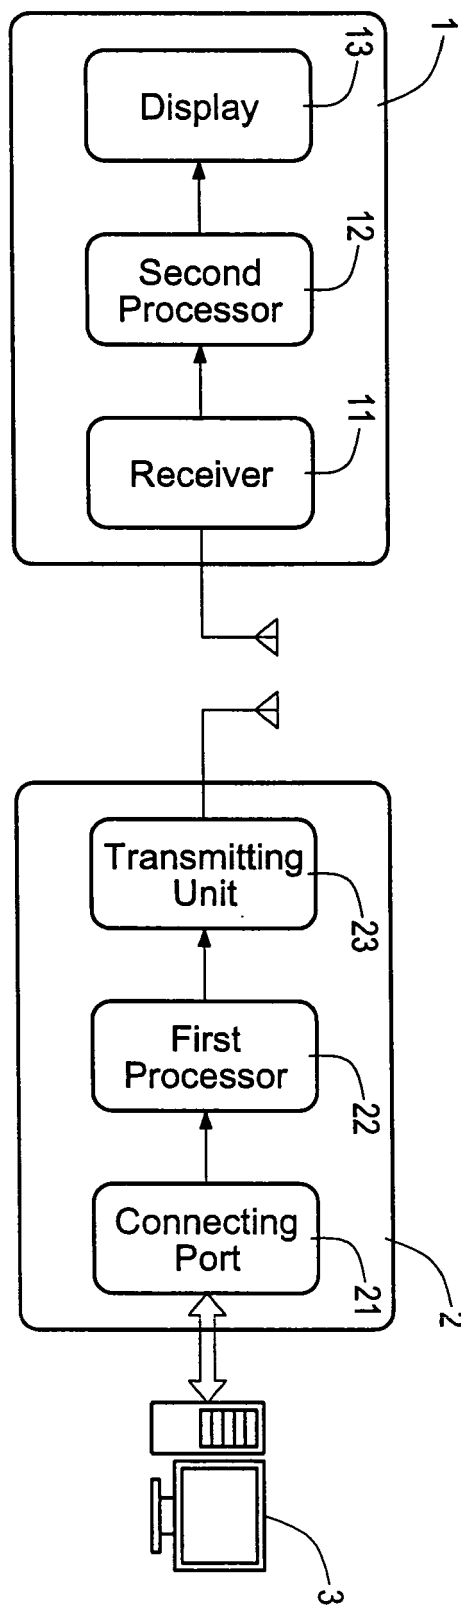 1
13
Display
12
Second
Processor
11
Receiver
Transmitting
Unit
23
First
Processor
22
Connecting
Port
21
2
3